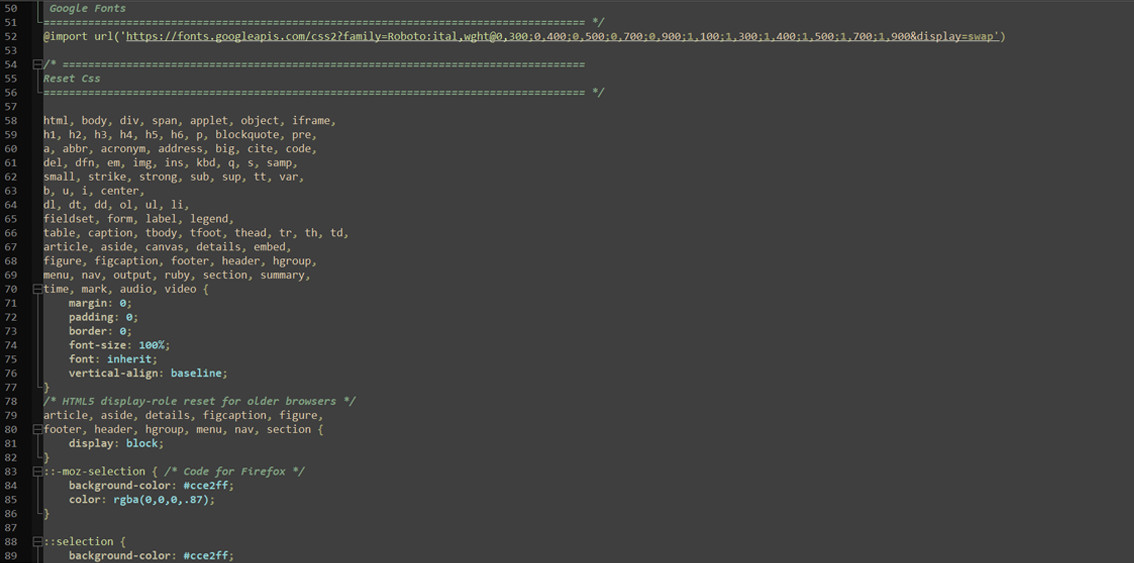 50 Google Fonts
51 ===================================================================================== */
52 @import url('https://fonts.googleapis.com/css2?family=Roboto:ital,wght@0,300;0,400;0,500;0,700;0,900;1,100;1,300;1,400;1,500;1,700;1,900&display=swap')
53
54 /* ==================================================================================
55 Reset Css
56 ===================================================================================== */
57
58 html, body, div, span, applet, object, iframe,
59 h1, h2, h3, h4, h5, h6, p, blockquote, pre,
60 a, abbr, acronym, address, big, cite, code,
61 del, dfn, em, img, ins, kbd, q, s, samp,
62 small, strike, strong, sub, sup, tt, var,
63 b, u, i, center,
64 dl, dt, dd, ol, ul, li,
65 fieldset, form, label, legend,
66 table, caption, tbody, tfoot, thead, tr, th, td,
67 article, aside, canvas, details, embed,
68 figure, figcaption, footer, header, hgroup,
69 menu, nav, output, ruby, section, summary,
70 time, mark, audio, video {
71 margin: 0;
72 padding: 0;
73 border: 0;
74 font-size: 100%;
75 font: inherit;
76 vertical-align: baseline;
77 }
78 /* HTML5 display-role reset for older browsers */
79 article, aside, details, figcaption, figure,
80 footer, header, hgroup, menu, nav, section {
81 display: block;
82 }
83 ::-moz-selection { /* Code for Firefox */
84 background-color: #cce2ff;
85 color: rgba(0,0,0,.87);
86 }
87
88 ::selection {
89 background-color: #cce2ff;